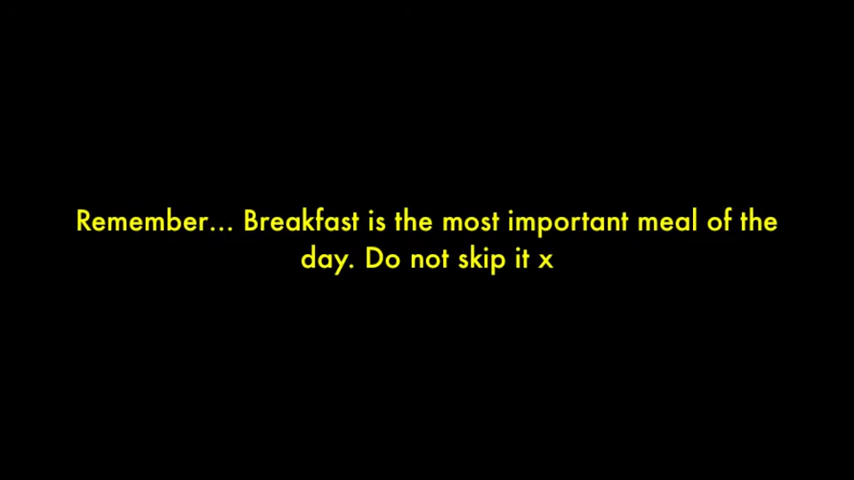 Remember... Breakfast is the most important meal of the
day. Do not skip it x